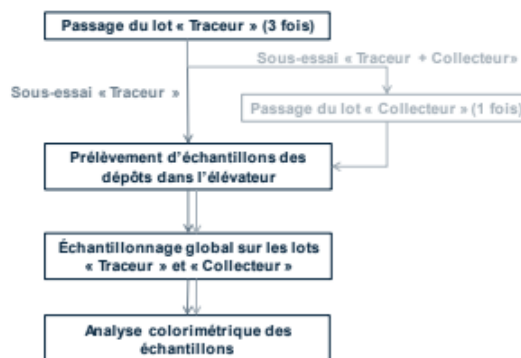 Passage du lot « Traceur » (3 fois)
Sous-essai « Traceur + Collecteur»
Sous-essai « Traceur »
Passage du lot « Collecteur » (1 fois)
Prélèvement d'échantillons des
dépôts dans l'élévateur
Échantillonnage global sur les lots
« Traceur » et « Collecteur »
Analyse colorimétrique des
échantillons